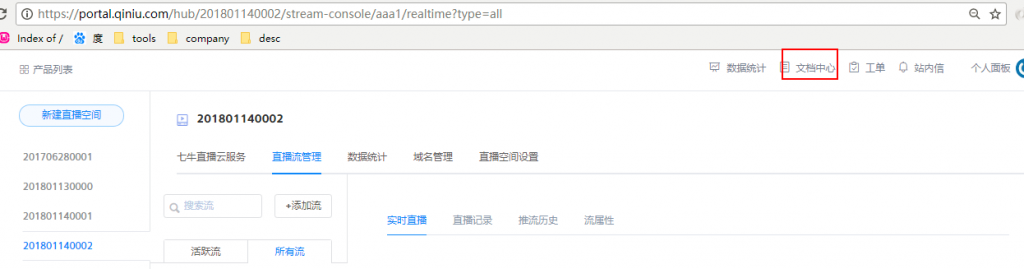 https://portal.qiniu.com/hub/201801140002/stream-console/aaa1/realtime?type=all
Index of / 度 tools company desc
产品列表 数据统计 文档中心 工单 站内信 个人面板
新建直播空间
201801140002
201706280001
七牛直播云服务 直播流管理 数据统计 域名管理 直播空间设置
201801130000
搜索流 +添加流
201801140001
实时直播 直播记录 推流历史 流属性
201801140002
活跃流 所有流